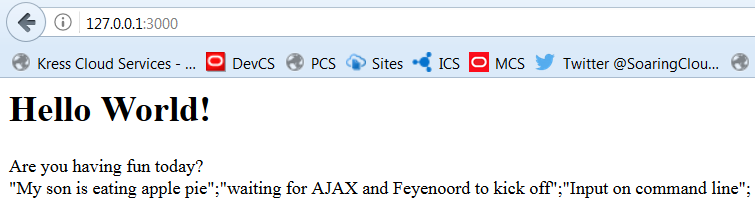 127.0.0.1:3000
Kress Cloud Services - ... DevCS PCS Sites ICS MCS Twitter @SoaringClou...
Hello World!
Are you having fun today?
"My son is eating apple pie";"waiting for AJAX and Feyenoord to kick off";"Input on command line";